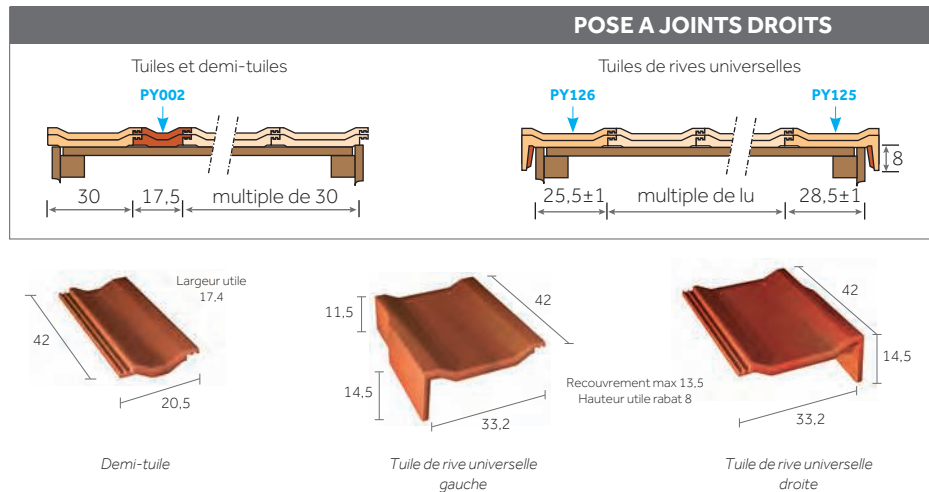 POSE A JOINTS DROITS
Tuiles et demi-tuiles
PY002
30
17,5
multiple de 30
Tuiles de rives universelles
PY126
PY125
8
25,5±1
multiple de lu
28,5±1
Largeur utile
17,4
42
20,5
Demi-tuile
11,5
42
14,5
33,2
Recouvrement max 13,5
Hauteur utile rabat 8
Tuile de rive universelle
gauche
42
14,5
33,2
Tuile de rive universelle
droite